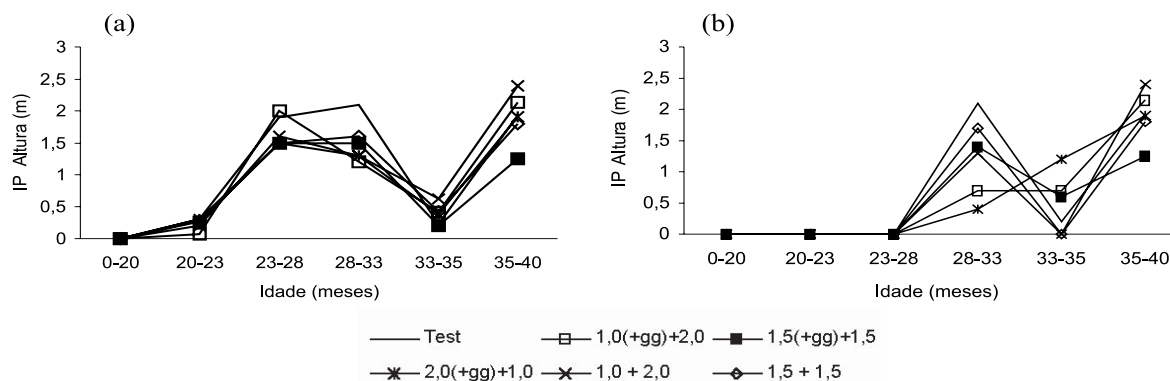 (a)
IP Altura (m)
3
2,5
2
1,5
1
0,5
0
0-20 20-23 23-28 28-33 33-35 35-40
Idade (meses)
(b)
IP Altura (m)
3
2,5
2
1,5
1
0,5
0
0-20 20-23 23-28 28-33 33-35 35-40
Idade (meses)
Test 1,0(+gg)+2,0 1,5(+gg)+1,5
2,0(+gg)+1,0 1,0 + 2,0 1,5 + 1,5